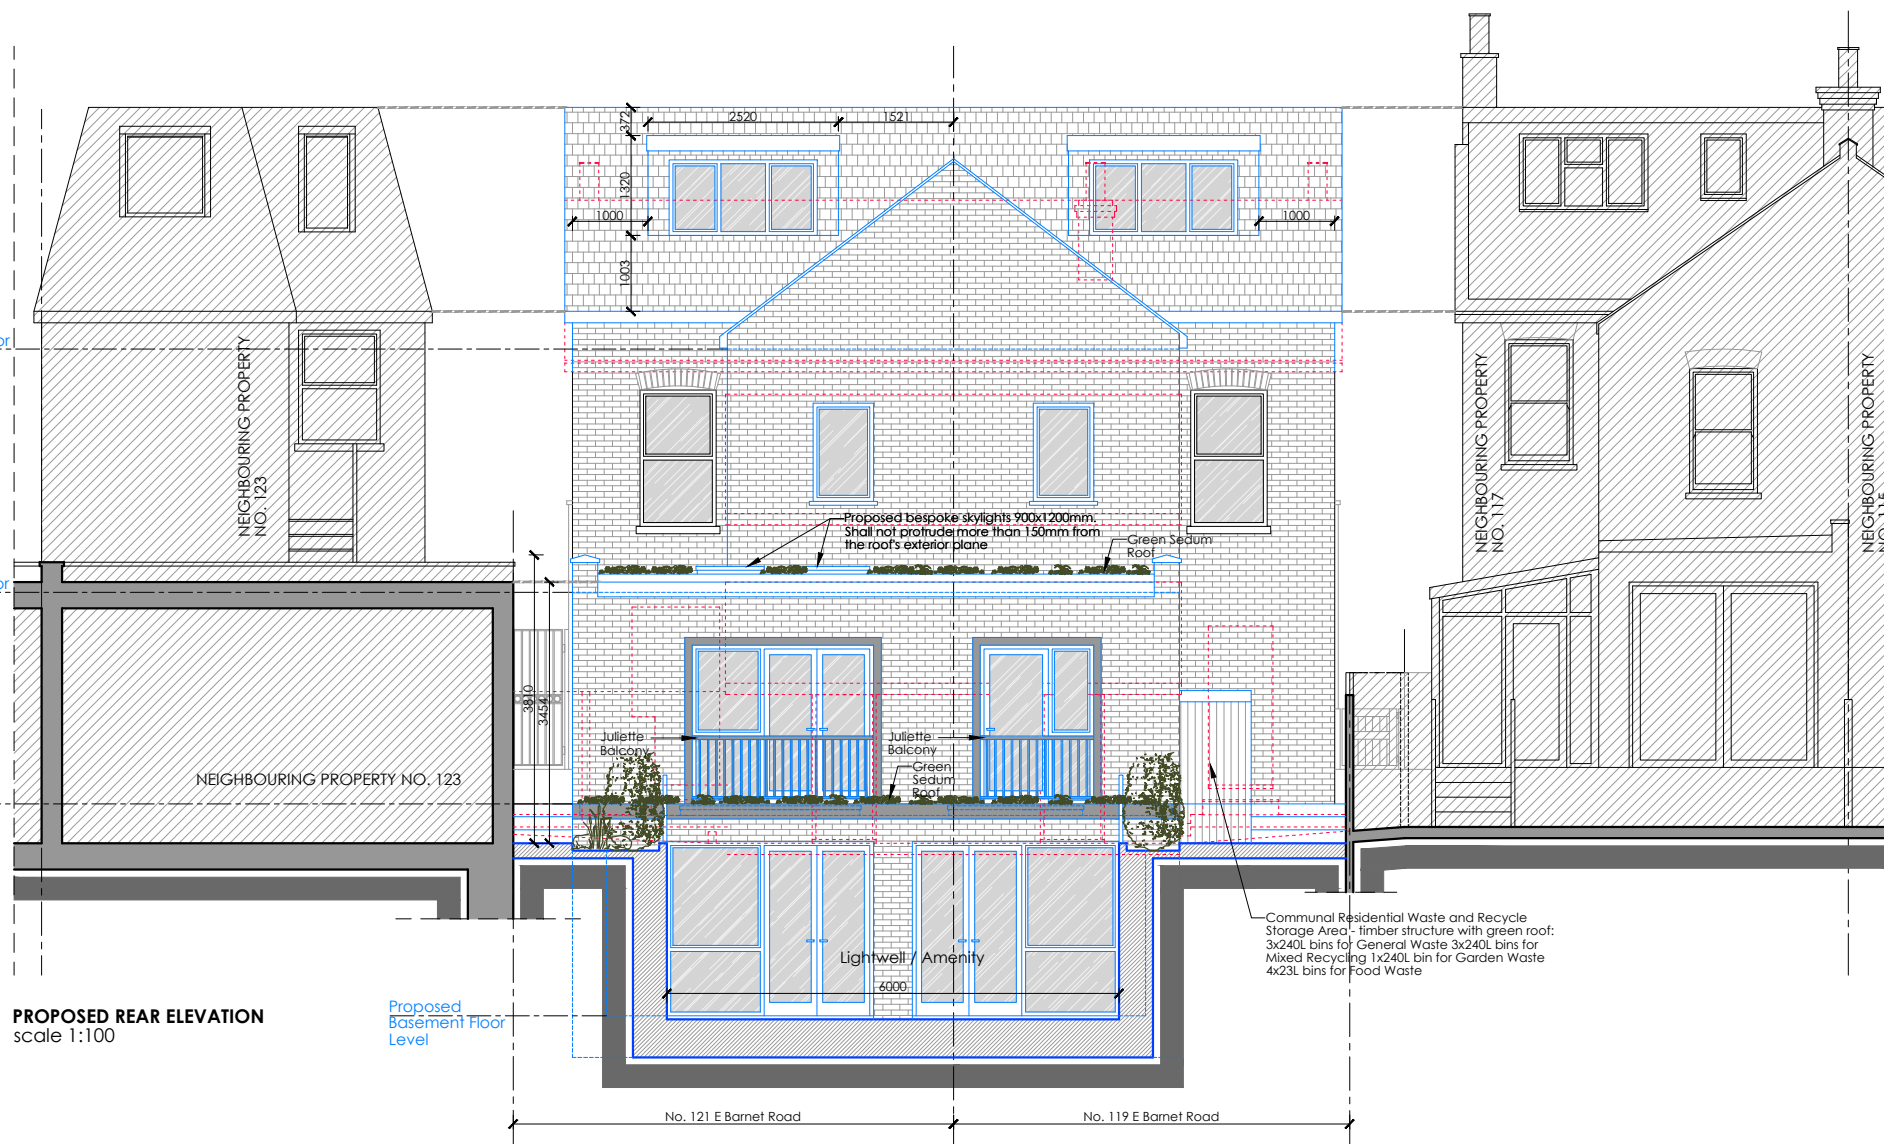 372
2520
1521
1320
1000
1000
1003
or
NEIGHBOURING PROPERTY
NO. 123
NEIGHBOURING PROPERTY
NO. 117
NEIGHBOURING PROPERTY
NO. 115
Proposed bespoke skylights 900x1200mm.
Shall not protrude more than 150mm from
the roof's exterior plane
Green Sedum
Roof
or
3810
3454
Juliette
Balcony
Juliette
Balcony
Green
Sedum
Roof
NEIGHBOURING PROPERTY NO. 123
Communal Residential Waste and Recycle
Storage Area - timber structure with green roof:
3x240L bins for General Waste 3x240L bins for
Mixed Recycling 1x240L bin for Garden Waste
4x23L bins for Food Waste
Lightwell / Amenity
6000
PROPOSED REAR ELEVATION
scale 1:100
Proposed
Basement Floor
Level
No. 121 E Barnet Road
No. 119 E Barnet Road